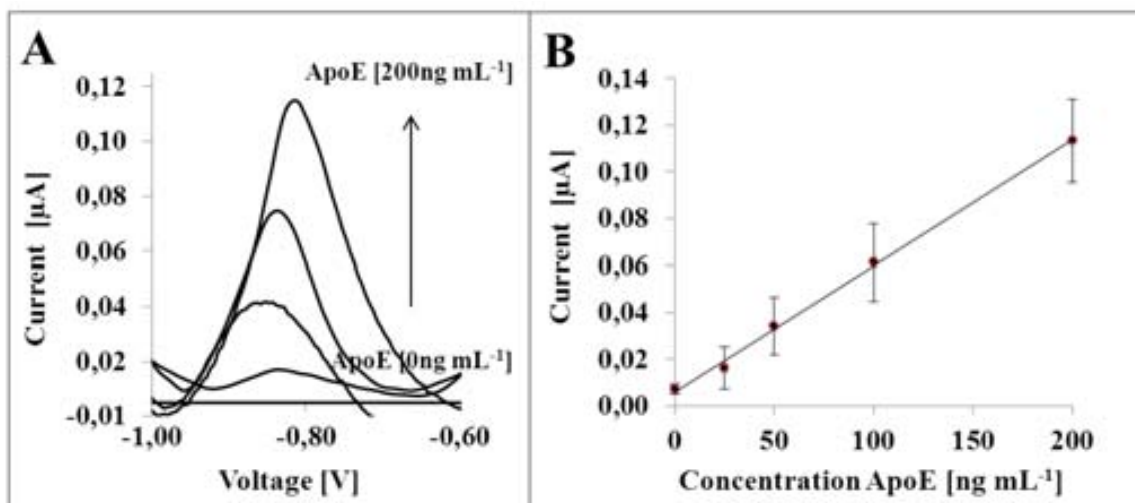 A
ApoE [200ng mL⁻¹]
0,12
0,10
0,08
0,06
0,04
0,02
-0,01
Current [µA]
ApoE [0ng mL⁻¹]
-1,00 -0,80 -0,60
Voltage [V]
B
0,14
0,12
0,10
0,08
0,06
0,04
0,02
0,00
Current [µA]
0 50 100 150 200
Concentration ApoE [ng mL⁻¹]